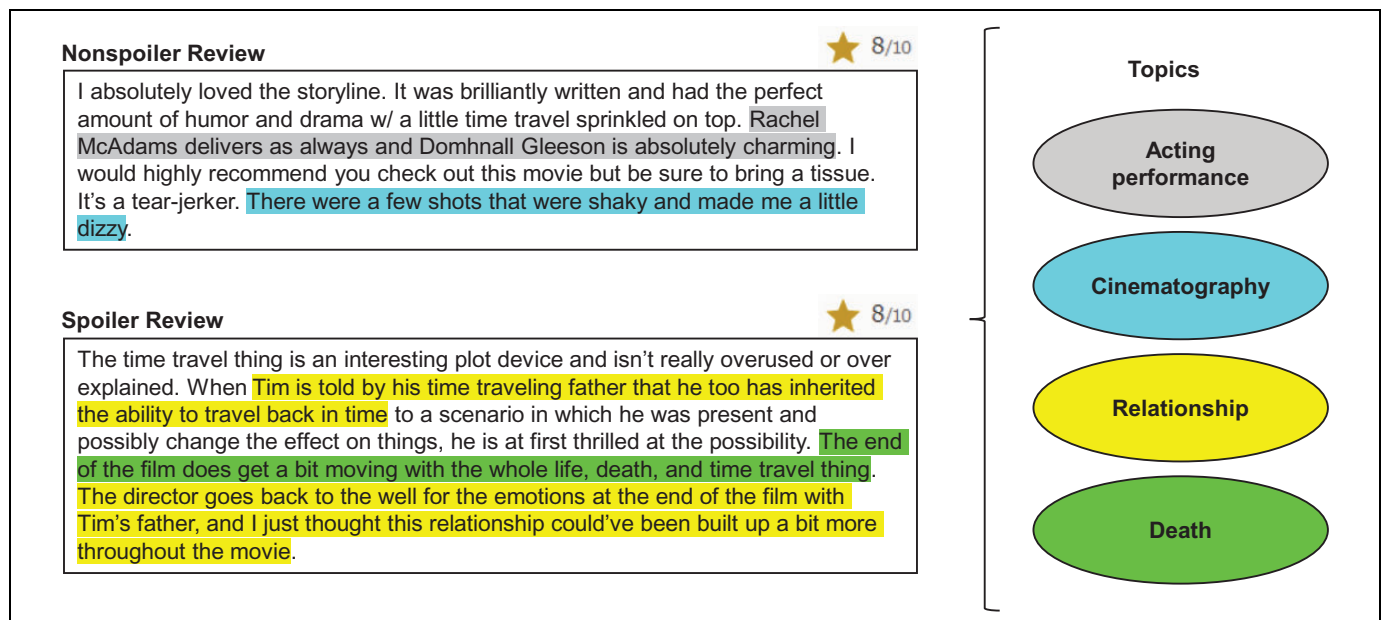 Nonspoiler Review
8/10
I absolutely loved the storyline. It was brilliantly written and had the perfect
amount of humor and drama w/ a little time travel sprinkled on top. Rachel
McAdams delivers as always and Domhnall Gleeson is absolutely charming. I
would highly recommend you check out this movie but be sure to bring a tissue.
It’s a tear-jerker. There were a few shots that were shaky and made me a little
dizzy.
Spoiler Review
8/10
The time travel thing is an interesting plot device and isn’t really overused or over
explained. When Tim is told by his time traveling father that he too has inherited
the ability to travel back in time to a scenario in which he was present and
possibly change the effect on things, he is at first thrilled at the possibility. The end
of the film does get a bit moving with the whole life, death, and time travel thing.
The director goes back to the well for the emotions at the end of the film with
Tim’s father, and I just thought this relationship could’ve been built up a bit more
throughout the movie.
Topics
Acting
performance
Cinematography
Relationship
Death